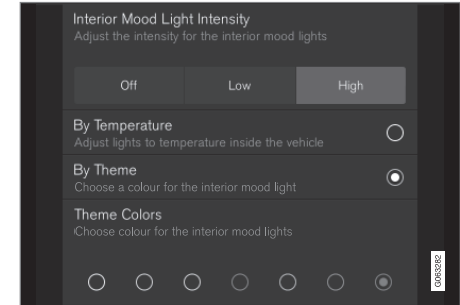 Interior Mood Light Intensity
Adjust the intensity for the interior mood lights
Off Low High
By Temperature
Adjust lights to temperature inside the vehicle
By Theme
Choose a colour for the interior mood light
Theme Colors
Choose colour for the interior mood lights
G063282